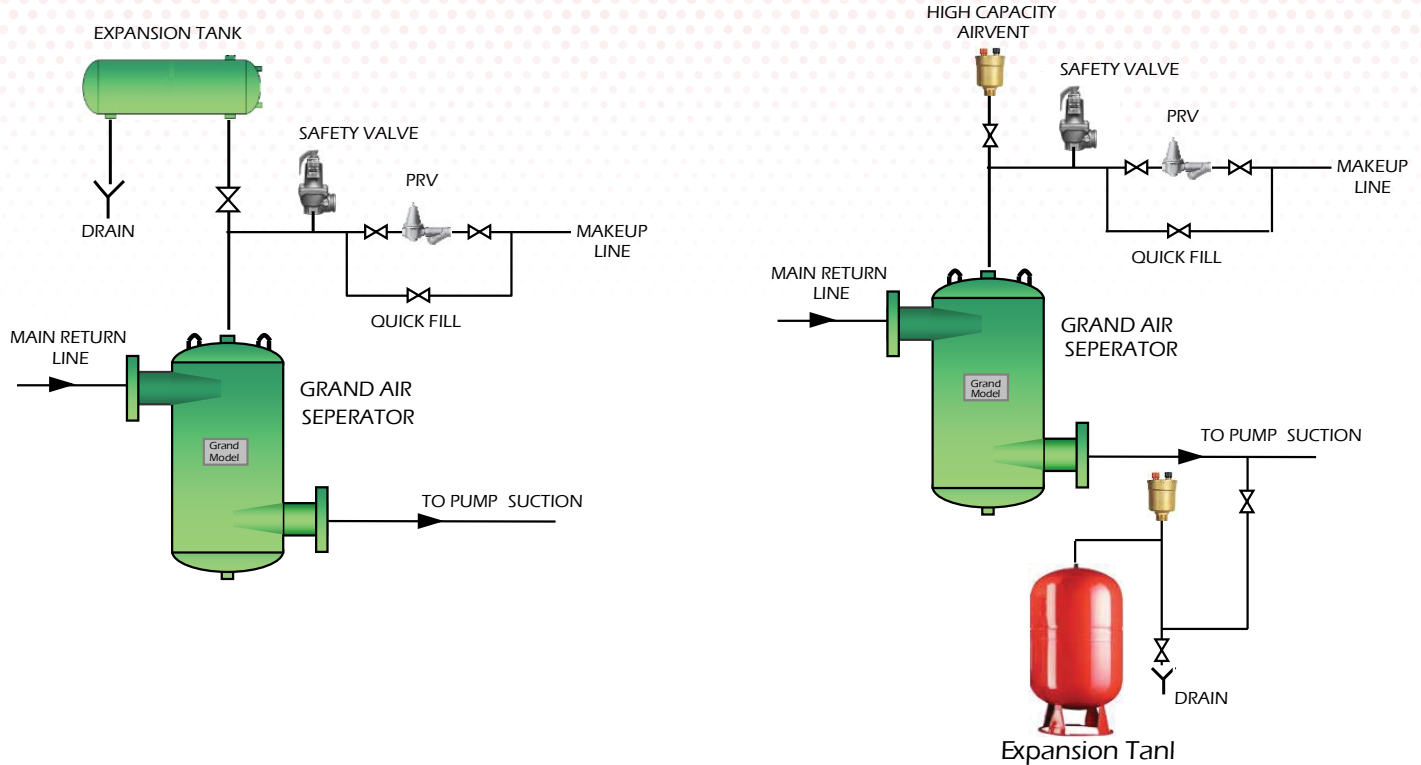 EXPANSION TANK
SAFETY VALVE
PRV
DRAIN
MAKEUP
LINE
QUICK FILL
MAIN RETURN
LINE
GRAND AIR
SEPERATOR
Grand
Model
TO PUMP SUCTION
HIGH CAPACITY
AIRVENT
SAFETY VALVE
PRV
MAKEUP
LINE
QUICK FILL
MAIN RETURN
LINE
GRAND AIR
SEPERATOR
Grand
Model
TO PUMP SUCTION
DRAIN
Expansion Tanl